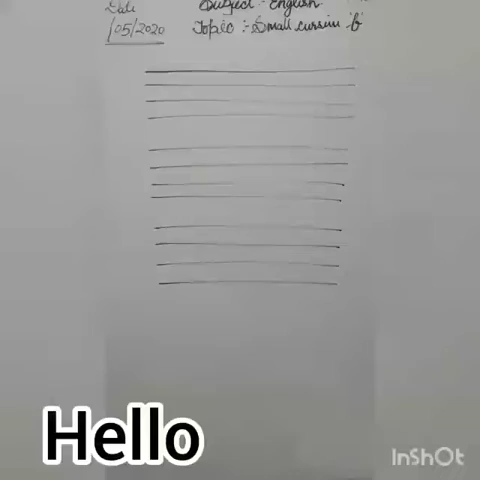 Date Subject - English
/05/2020 Topic :- Small cursive 'b'
Hello
InShOt